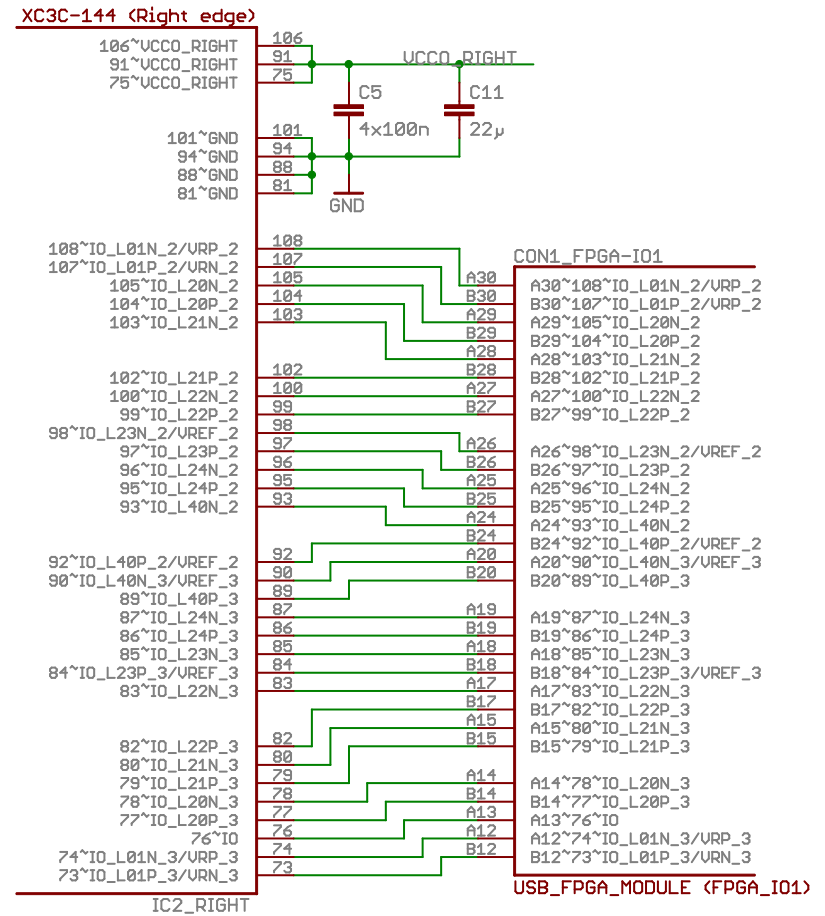 XC3C-144 (Right edge)
106~VCCO_RIGHT 106
91~VCCO_RIGHT 91 VCCO_RIGHT
75~VCCO_RIGHT 75
C5 C11
4x100n 22µ
101~GND 101
94~GND 94
88~GND 88
81~GND 81
GND
108~IO_L01N_2/VRP_2 108
107~IO_L01P_2/VRN_2 107
105~IO_L20N_2 105
104~IO_L20P_2 104
103~IO_L21N_2 103
102~IO_L21P_2 102
100~IO_L22N_2 100
99~IO_L22P_2 99
98~IO_L23N_2/VREF_2 98
97~IO_L23P_2 97
96~IO_L24N_2 96
95~IO_L24P_2 95
93~IO_L40N_2 93
92~IO_L40P_2/VREF_2 92
90~IO_L40N_3/VREF_3 90
89~IO_L40P_3 89
87~IO_L24N_3 87
86~IO_L24P_3 86
85~IO_L23N_3 85
84~IO_L23P_3/VREF_3 84
83~IO_L22N_3 83
82~IO_L22P_3 82
80~IO_L21N_3 80
79~IO_L21P_3 79
78~IO_L20N_3 78
77~IO_L20P_3 77
76~IO 76
74~IO_L01N_3/VRP_3 74
73~IO_L01P_3/VRN_3 73
IC2_RIGHT
CON1_FPGA-IO1
A30 A30~108~IO_L01N_2/VRP_2
B30 B30~107~IO_L01P_2/VRP_2
A29 A29~105~IO_L20N_2
B29 B29~104~IO_L20P_2
A28 A28~103~IO_L21N_2
B28 B28~102~IO_L21P_2
A27 A27~100~IO_L22N_2
B27 B27~99~IO_L22P_2
A26 A26~98~IO_L23N_2/VREF_2
B26 B26~97~IO_L23P_2
A25 A25~96~IO_L24N_2
B25 B25~95~IO_L24P_2
A24 A24~93~IO_L40N_2
B24 B24~92~IO_L40P_2/VREF_2
A20 A20~90~IO_L40N_3/VREF_3
B20 B20~89~IO_L40P_3
A19 A19~87~IO_L24N_3
B19 B19~86~IO_L24P_3
A18 A18~85~IO_L23N_3
B18 B18~84~IO_L23P_3/VREF_3
A17 A17~83~IO_L22N_3
B17 B17~82~IO_L22P_3
A15 A15~80~IO_L21N_3
B15 B15~79~IO_L21P_3
A14 A14~78~IO_L20N_3
B14 B14~77~IO_L20P_3
A13 A13~76~IO
A12 A12~74~IO_L01N_3/VRP_3
B12 B12~73~IO_L01P_3/VRN_3
USB_FPGA_MODULE (FPGA_IO1)